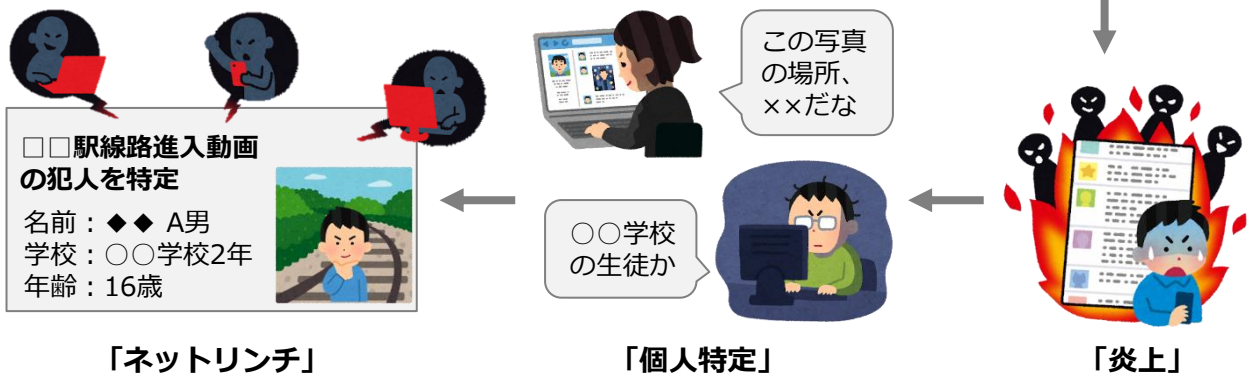 この写真
の場所、
××だな
□□駅線路進入動画
の犯人を特定
名前：◆◆ A男
学校：○○学校2年
年齢：16歳
○○学校
の生徒か
「ネットリンチ」
「個人特定」
「炎上」